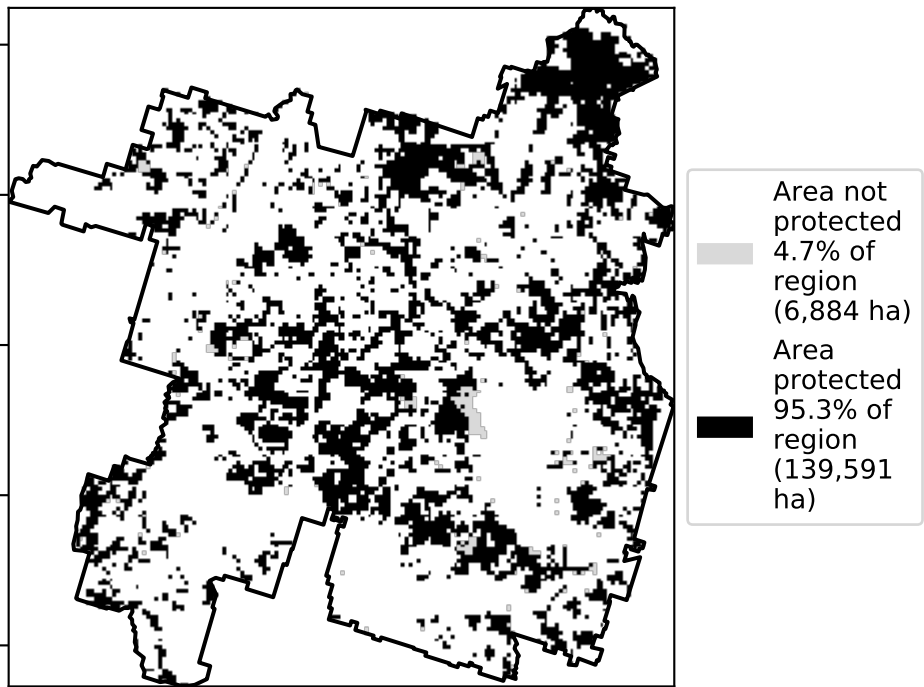 Area not
protected
4.7% of
region
(6,884 ha)
Area
protected
95.3% of
region
(139,591
ha)